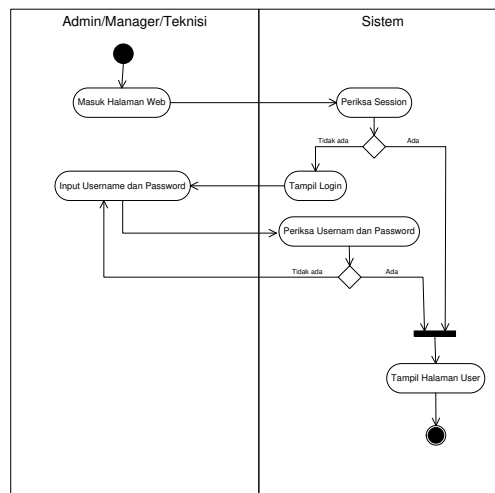 Admin/Manager/Teknisi
Sistem
Masuk Halaman Web
Periksa Session
Tidak ada
Ada
Input Username dan Password
Tampil Login
Periksa Usernam dan Password
Tidak ada
Ada
Tampil Halaman User